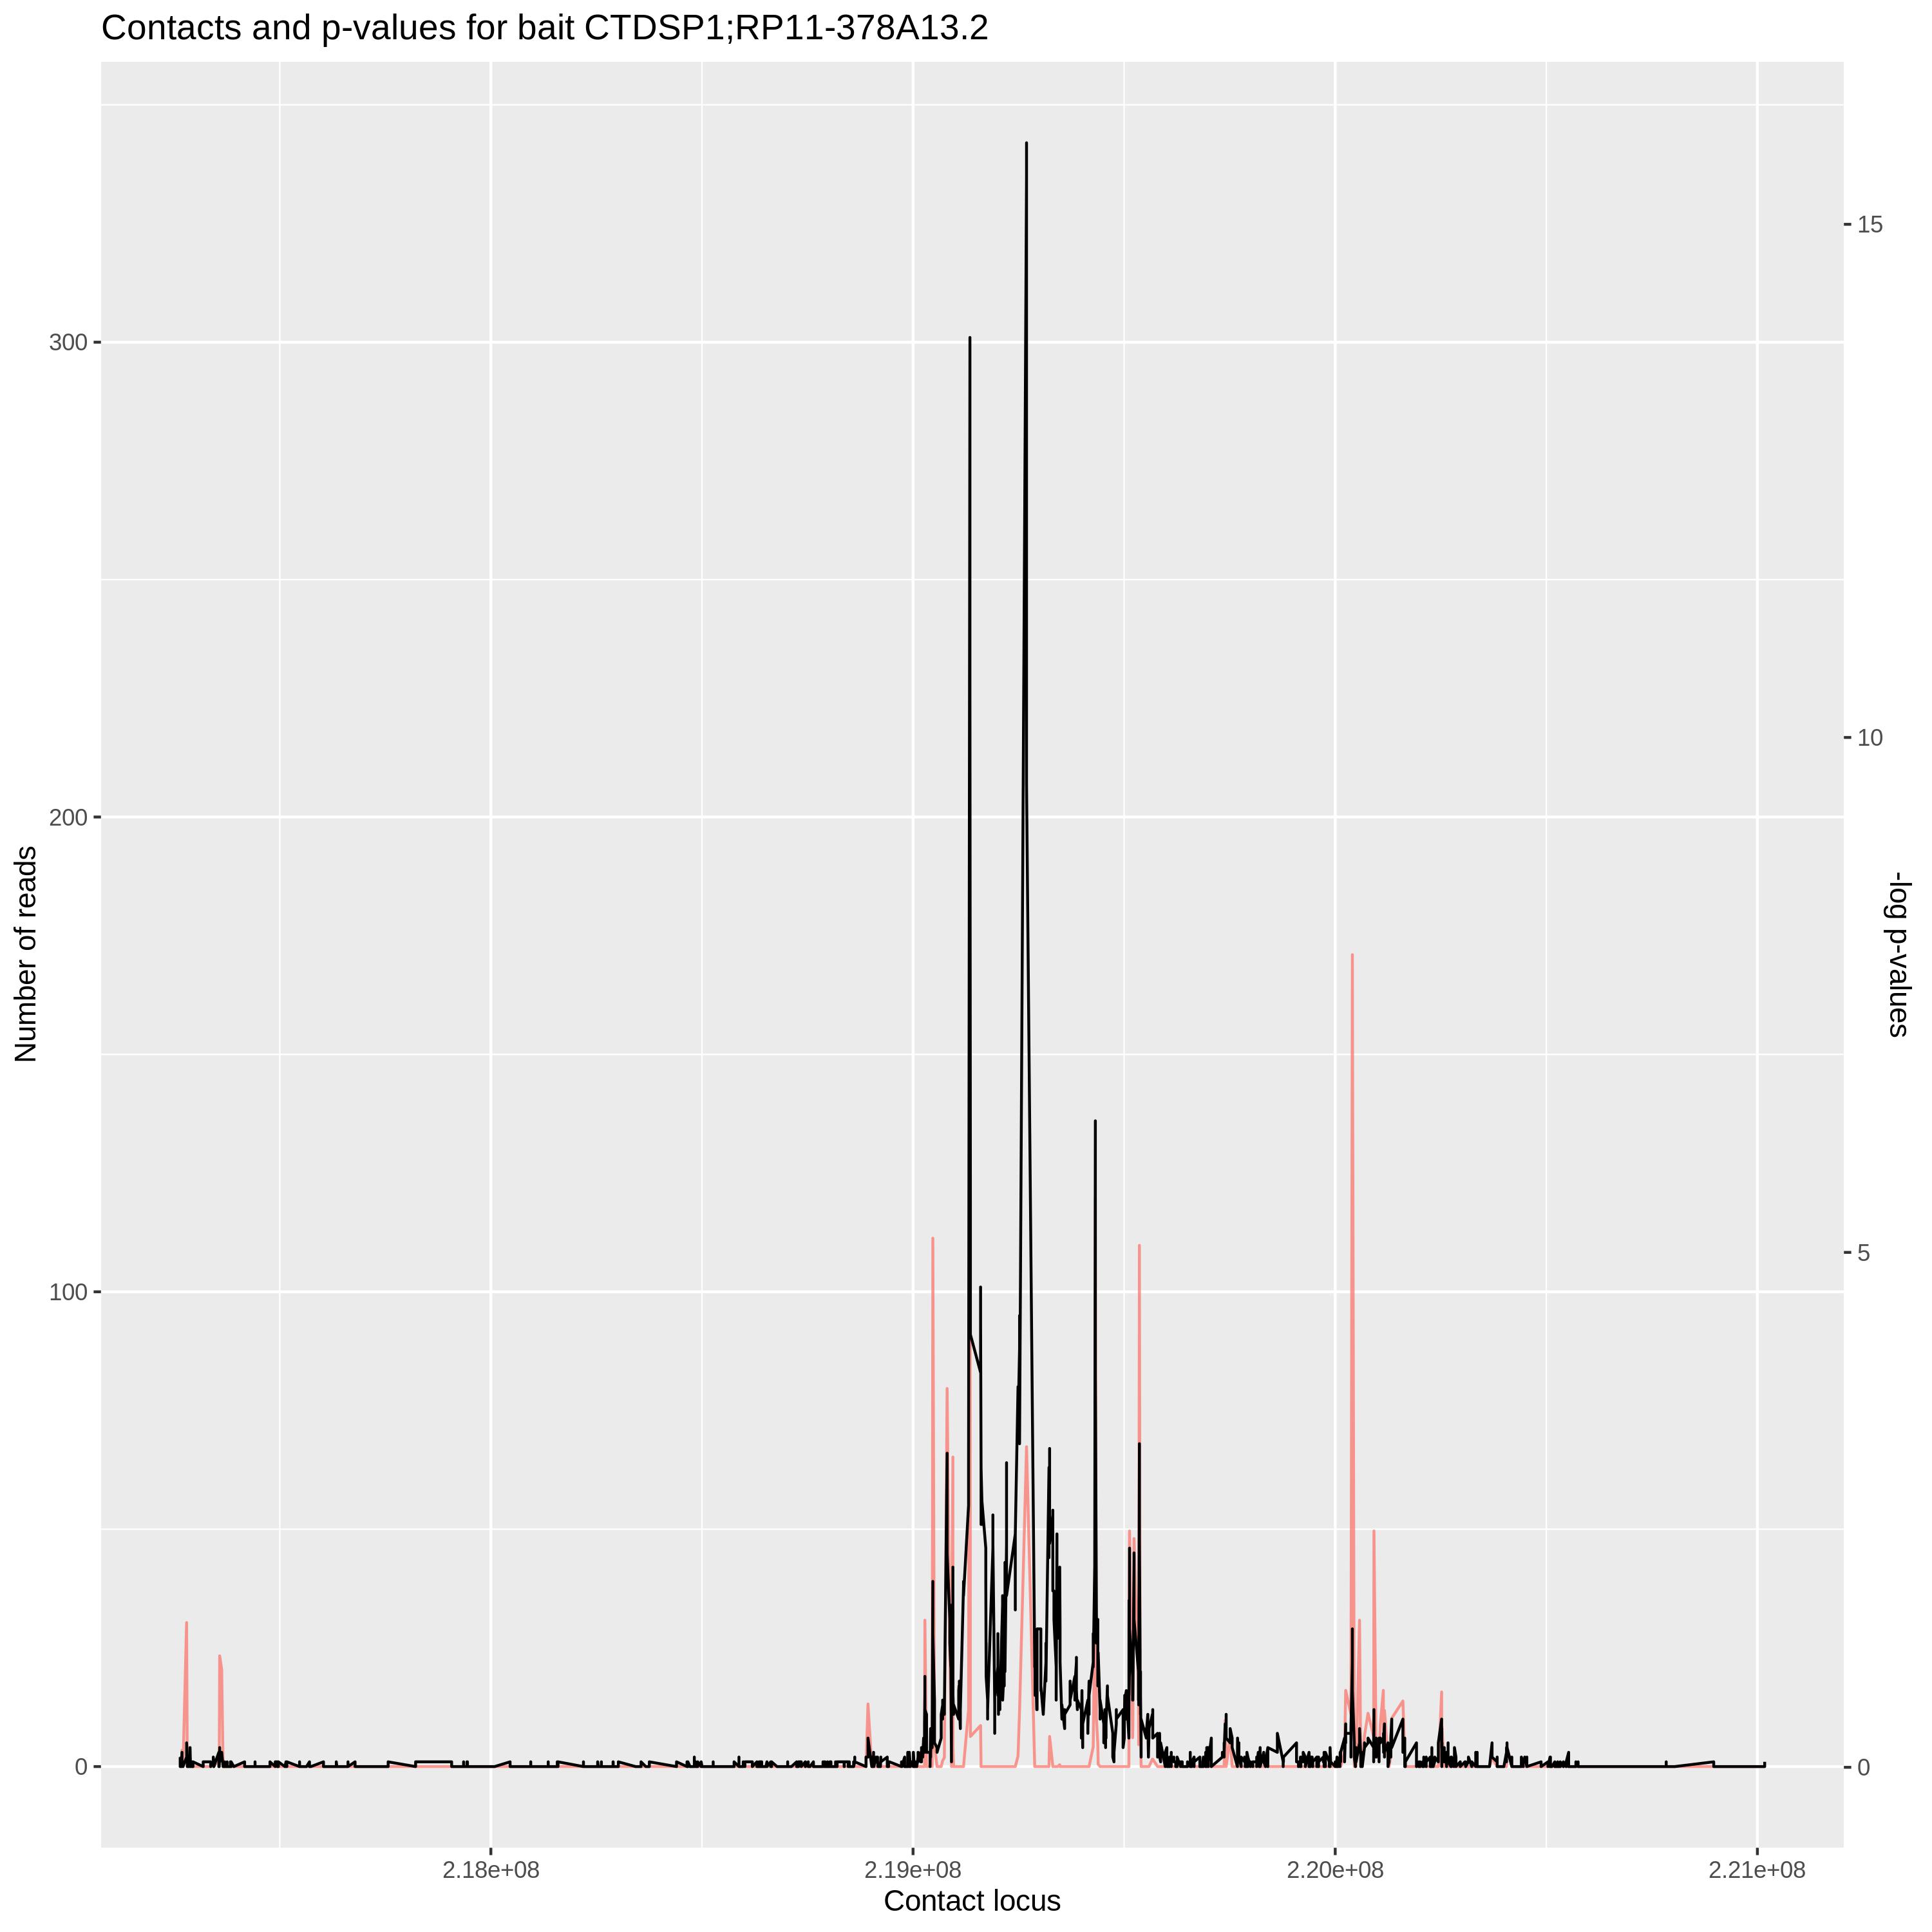 Contacts and p-values for bait CTDSP1;RP11-378A13.2
300
200
100
0
Number of reads
15
10
5
0
-log p-values
2.18e+08
2.19e+08
2.20e+08
2.21e+08
Contact locus